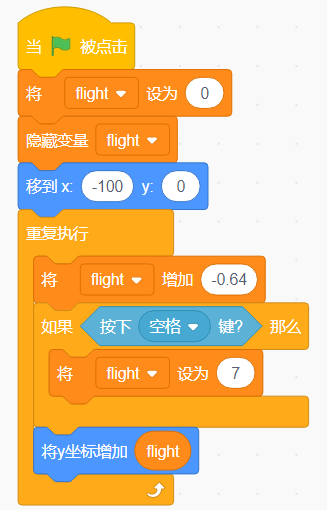 当 被点击
将 flight 设为 0
隐藏变量 flight
移到 x: -100 y: 0
重复执行
将 flight 增加 -0.64
如果 按下 空格 键? 那么
将 flight 设为 7
将y坐标增加 flight